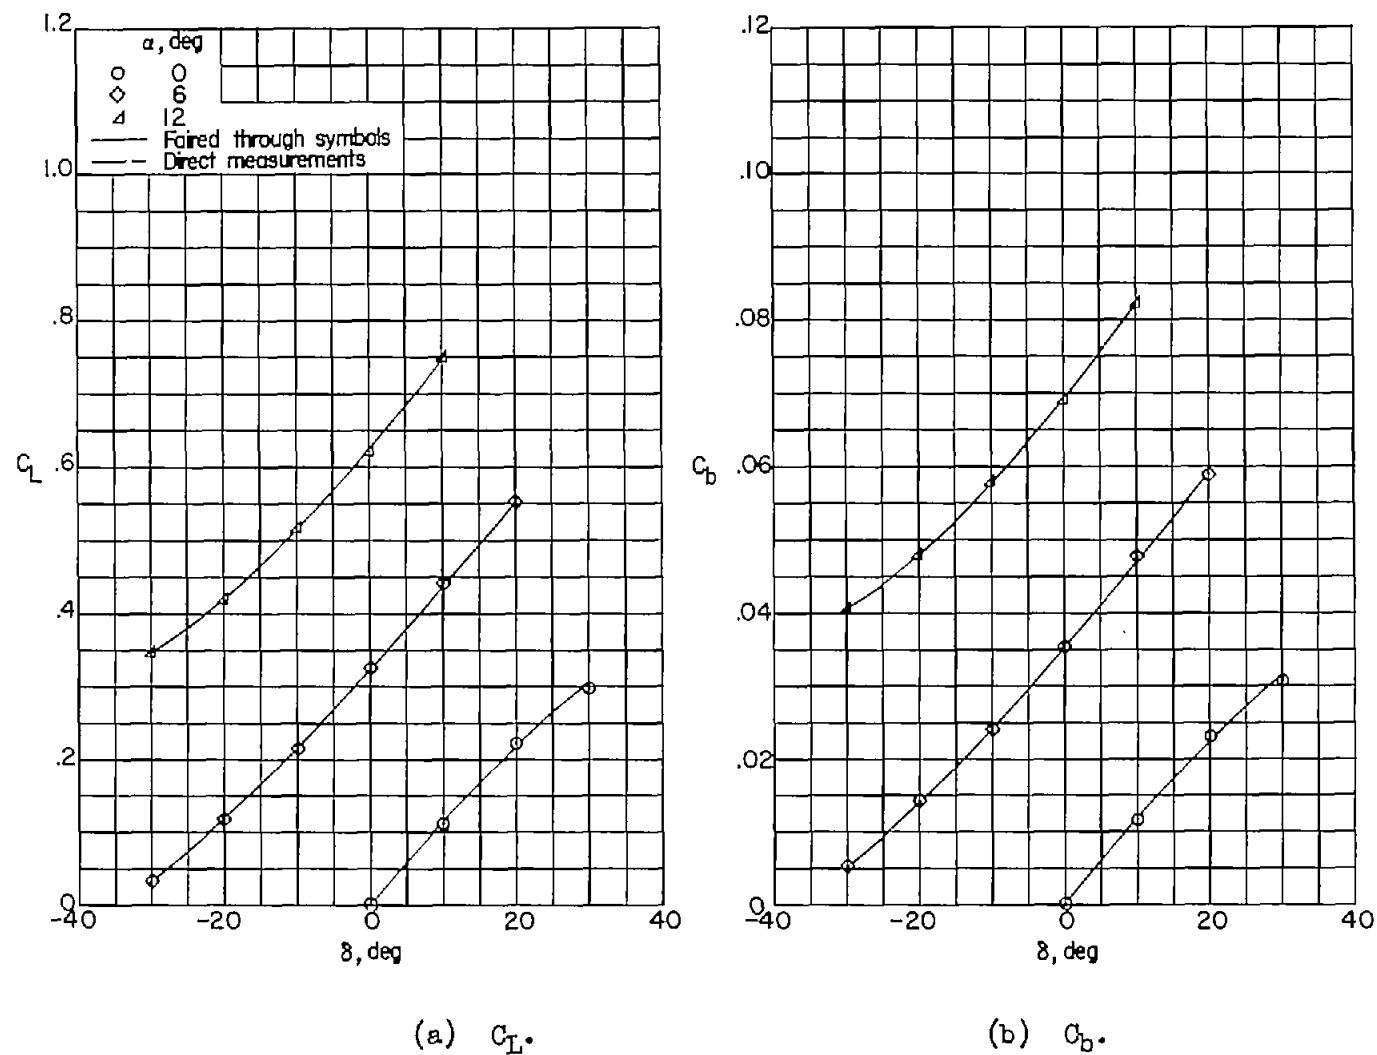 1.2
α, deg
0
6
12
Faired through symbols
Direct measurements
1.0
.8
C_L .6
.4
.2
0
-40 -20 0 20 40
δ, deg
(a) C_L.
.12
.10
.08
C_b .06
.04
.02
0
-40 -20 0 20 40
δ, deg
(b) C_b.